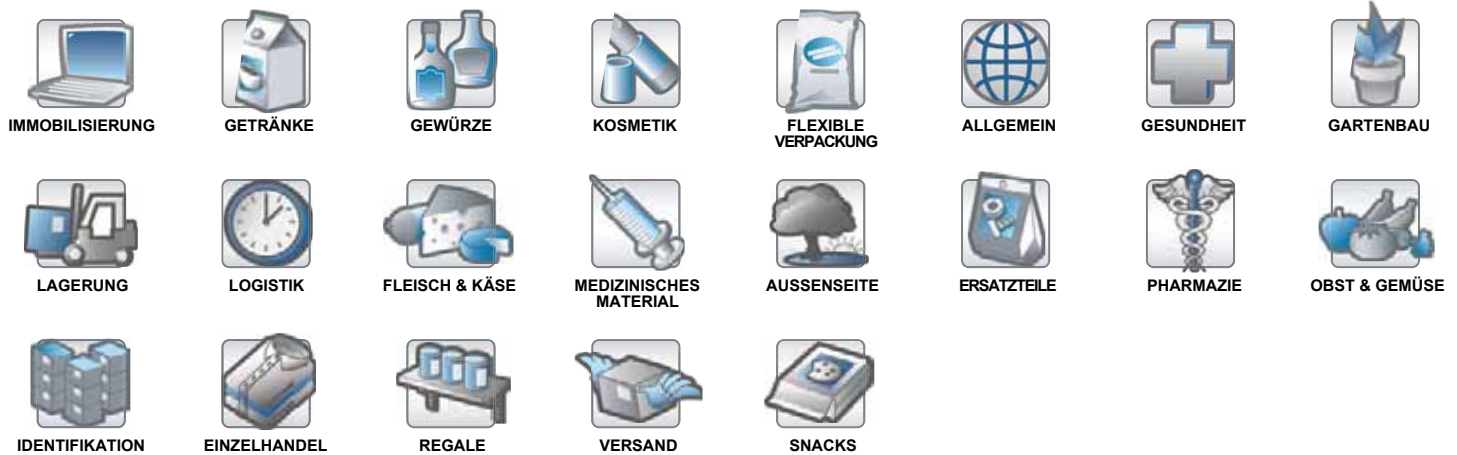 IMMOBILISIERUNG
GETRÄNKE
GEWÜRZE
KOSMETIK
FLEXIBLE
VERPACKUNG
ALLGEMEIN
GESUNDHEIT
GARTENBAU
LAGERUNG
LOGISTIK
FLEISCH & KÄSE
MEDIZINISCHES
MATERIAL
AUSSENSEITE
ERSATZTEILE
PHARMAZIE
OBST & GEMÜSE
IDENTIFIKATION
EINZELHANDEL
REGALE
VERSAND
SNACKS